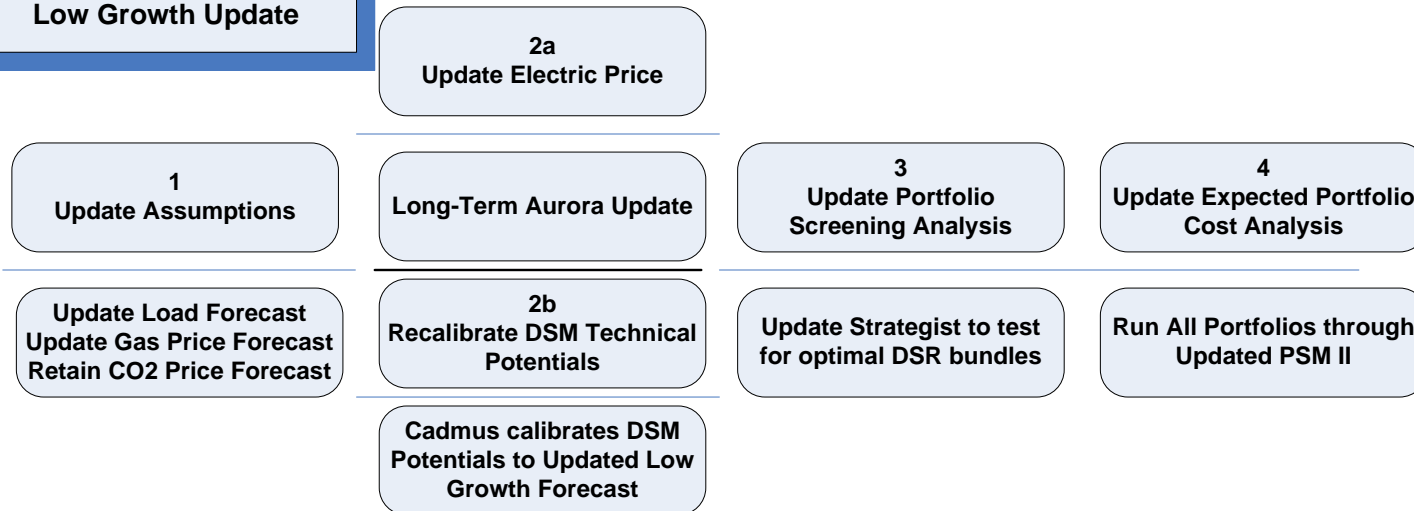 Low Growth Update
2a
Update Electric Price
1
Update Assumptions
Long-Term Aurora Update
3
Update Portfolio
Screening Analysis
4
Update Expected Portfolio
Cost Analysis
Update Load Forecast
Update Gas Price Forecast
Retain CO2 Price Forecast
2b
Recalibrate DSM Technical
Potentials
Update Strategist to test
for optimal DSR bundles
Run All Portfolios through
Updated PSM II
Cadmus calibrates DSM
Potentials to Updated Low
Growth Forecast